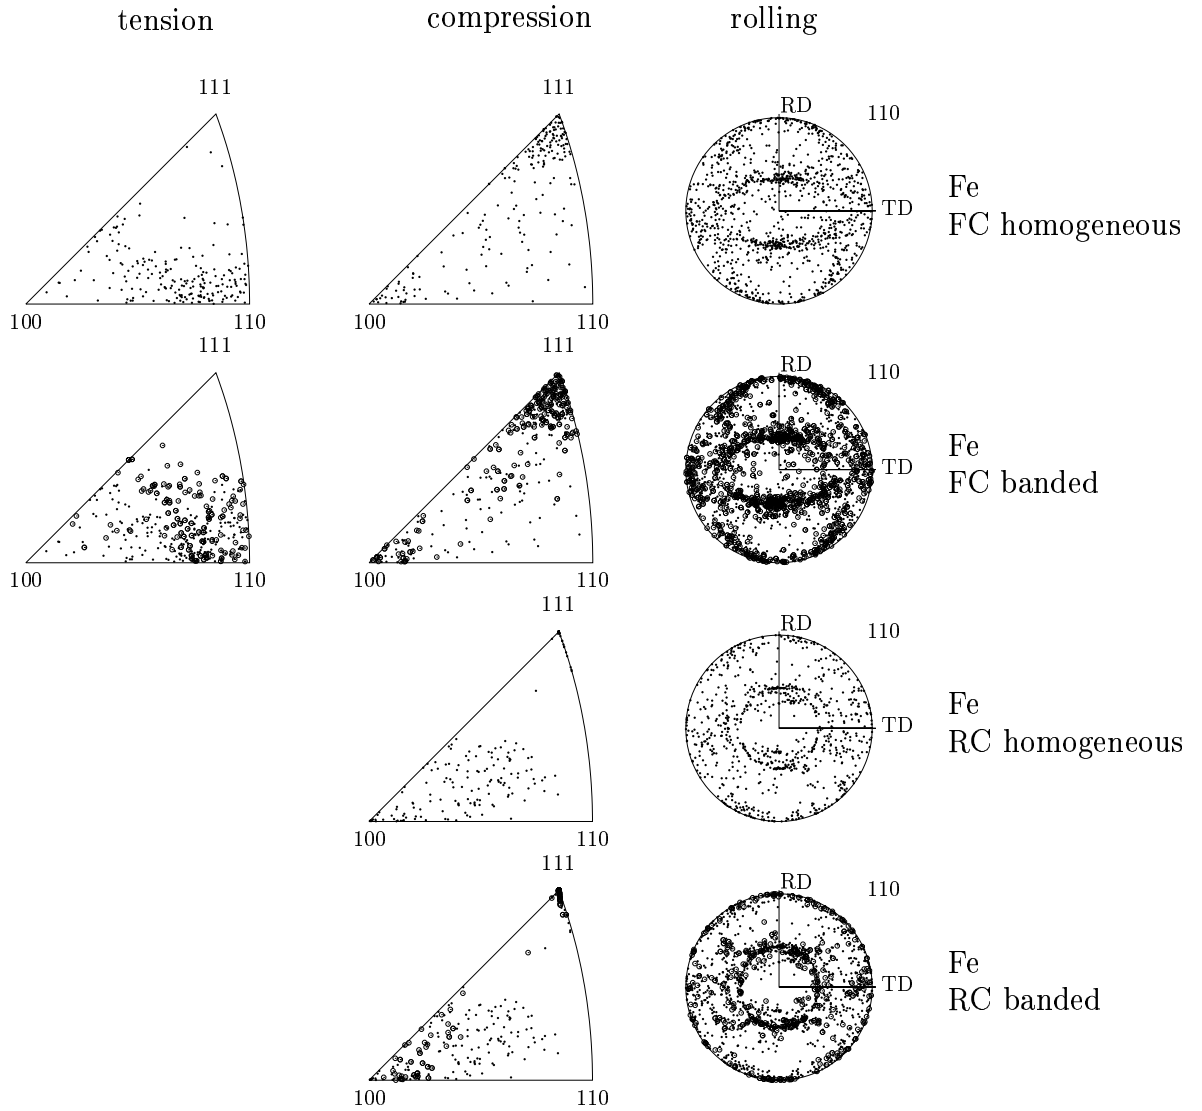 tension compression rolling
111 111 RD 110
TD
Fe
FC homogeneous
100 110 100 110
111 111 RD 110
TD
Fe
FC banded
100 110 100 110
111 RD 110
TD
Fe
RC homogeneous
100 110
111 RD 110
TD
Fe
RC banded
100 110